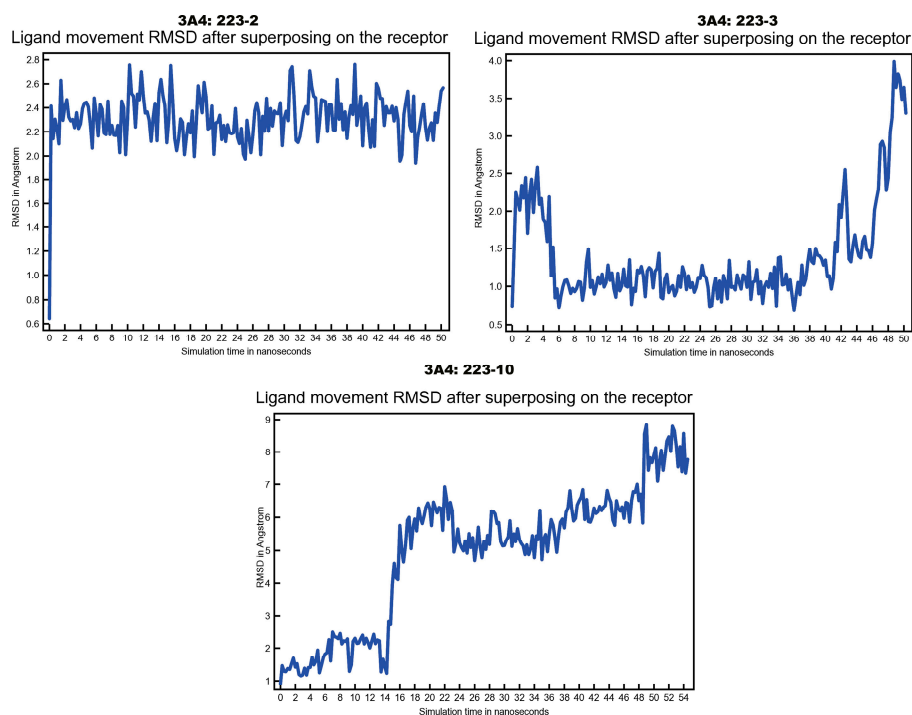 3A4: 223-2
Ligand movement RMSD after superposing on the receptor
2.8
2.6
2.4
2.2
2.0
1.8
1.6
1.4
1.2
1.0
0.8
0.6
RMSD in Angstrom
0 2 4 6 8 10 12 14 16 18 20 22 24 26 28 30 32 34 36 38 40 42 44 46 48 50
Simulation time in nanoseconds
3A4: 223-3
Ligand movement RMSD after superposing on the receptor
4.0
3.5
3.0
2.5
2.0
1.5
1.0
0.5
RMSD in Angstrom
0 2 4 6 8 10 12 14 16 18 20 22 24 26 28 30 32 34 36 38 40 42 44 46 48 50
Simulation time in nanoseconds
3A4: 223-10
Ligand movement RMSD after superposing on the receptor
9
8
7
6
5
4
3
2
1
RMSD in Angstrom
0 2 4 6 8 10 12 14 16 18 20 22 24 26 28 30 32 34 36 38 40 42 44 46 48 50 52 54
Simulation time in nanoseconds